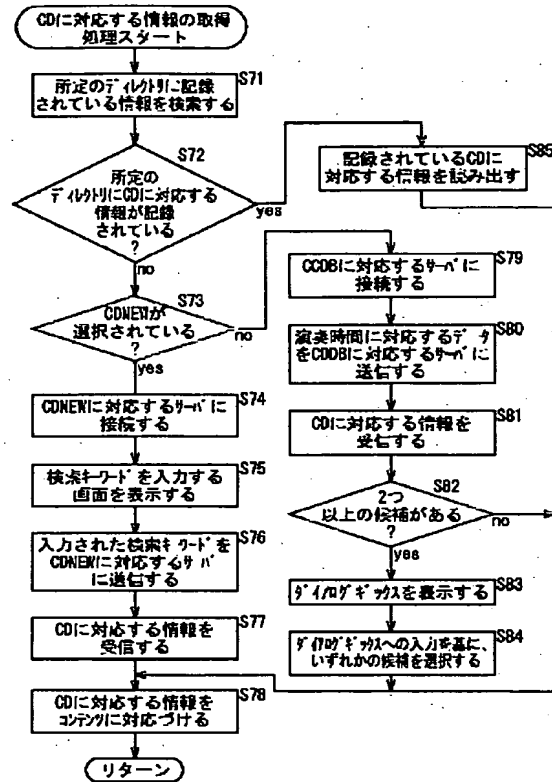 CDに対応する情報の取得
処理スタート
S71
所定のディレクトリに記録
されている情報を検索する
S72
所定の
ディレクトリにCDに対応する
情報が記録
されている
?
yes
no
S85
記録されているCDに
対応する情報を読み出す
S73
CDNEWが
選択されている
?
no
yes
S74
CDNEWに対応するサーバに
接続する
S75
検索キーワードを入力する
画面を表示する
S76
入力された検索キーワードを
CDNEWに対応するサーバ
に送信する
S77
CDに対応する情報を
受信する
S78
CDに対応する情報を
コンテンツに対応づける
リターン
S79
CCDBに対応するサーバに
接続する
S80
演奏時間に対応するデータ
をCDDBに対応するサーバに
送信する
S81
CDに対応する情報を
受信する
S82
2つ
以上の候補がある
?
no
yes
S83
ダイアログボックスを表示する
S84
ダイアログボックスへの入力を基に、
いずれかの候補を選択する